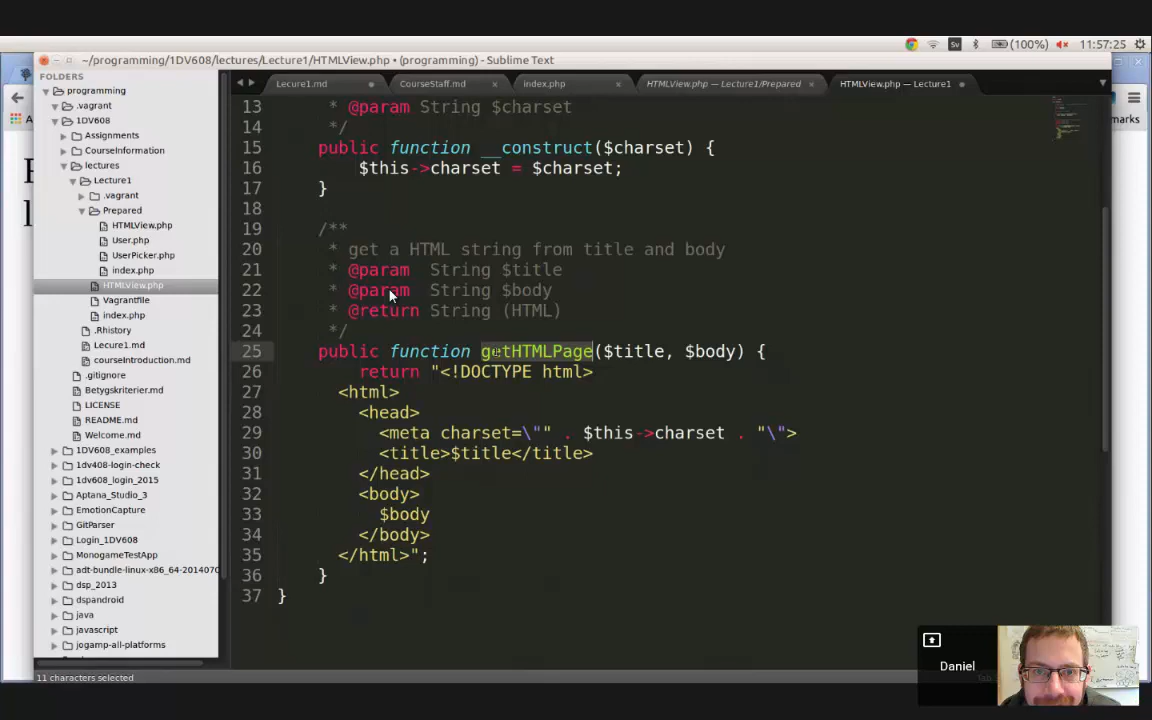 (100%) 11:57:25
~/programming/1DV608/lectures/Lecture1/HTMLView.php • (programming) - Sublime Text
FOLDERS
programming
.vagrant
1DV608
Assignments
CourseInformation
lectures
Lecture1
.vagrant
Prepared
HTMLView.php
User.php
UserPicker.php
index.php
HTMLView.php
Vagrantfile
index.php
.Rhistory
Lecure1.md
courseIntroduction.md
.gitignore
Betygskriterier.md
LICENSE
README.md
Welcome.md
1DV608_examples
1dv408-login-check
1dv608_login_2015
Aptana_Studio_3
EmotionCapture
GitParser
Login_1DV608
MonogameTestApp
adt-bundle-linux-x86_64-20140702
dsp_2013
dspandroid
java
javascript
jogamp-all-platforms
Lecure1.md
CourseStaff.md
index.php
HTMLView.php — Lecture1/Prepared
HTMLView.php — Lecture1
13 * @param String $charset
14 */
15 public function __construct($charset) {
16 $this->charset = $charset;
17 }
18
19 /**
20 * get a HTML string from title and body
21 * @param String $title
22 * @param String $body
23 * @return String (HTML)
24 */
25 public function getHTMLPage($title, $body) {
26 return "<!DOCTYPE html>
27 <html>
28 <head>
29 <meta charset=\"" . $this->charset . "\">
30 <title>$title</title>
31 </head>
32 <body>
33 $body
34 </body>
35 </html>";
36 }
37 }
marks
11 characters selected
Daniel